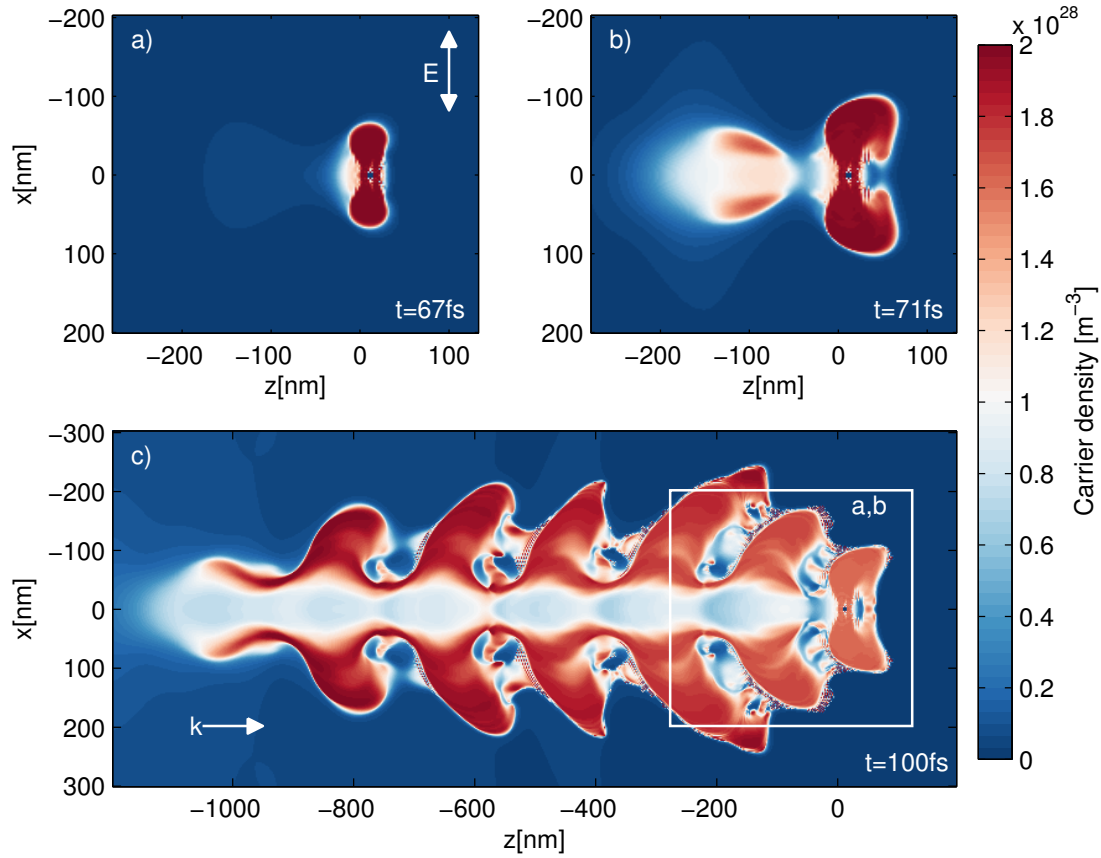 a)
E
t=67fs
−200
−100
0
100
200
x[nm]
−200
−100
0
100
z[nm]
b)
t=71fs
−200
−100
0
100
200
−200
−100
0
100
z[nm]
c)
a,b
k
t=100fs
−300
−200
−100
0
100
200
300
x[nm]
−1000
−800
−600
−400
−200
0
z[nm]
x 10^28
2
1.8
1.6
1.4
1.2
1
0.8
0.6
0.4
0.2
0
Carrier density [m^−3]